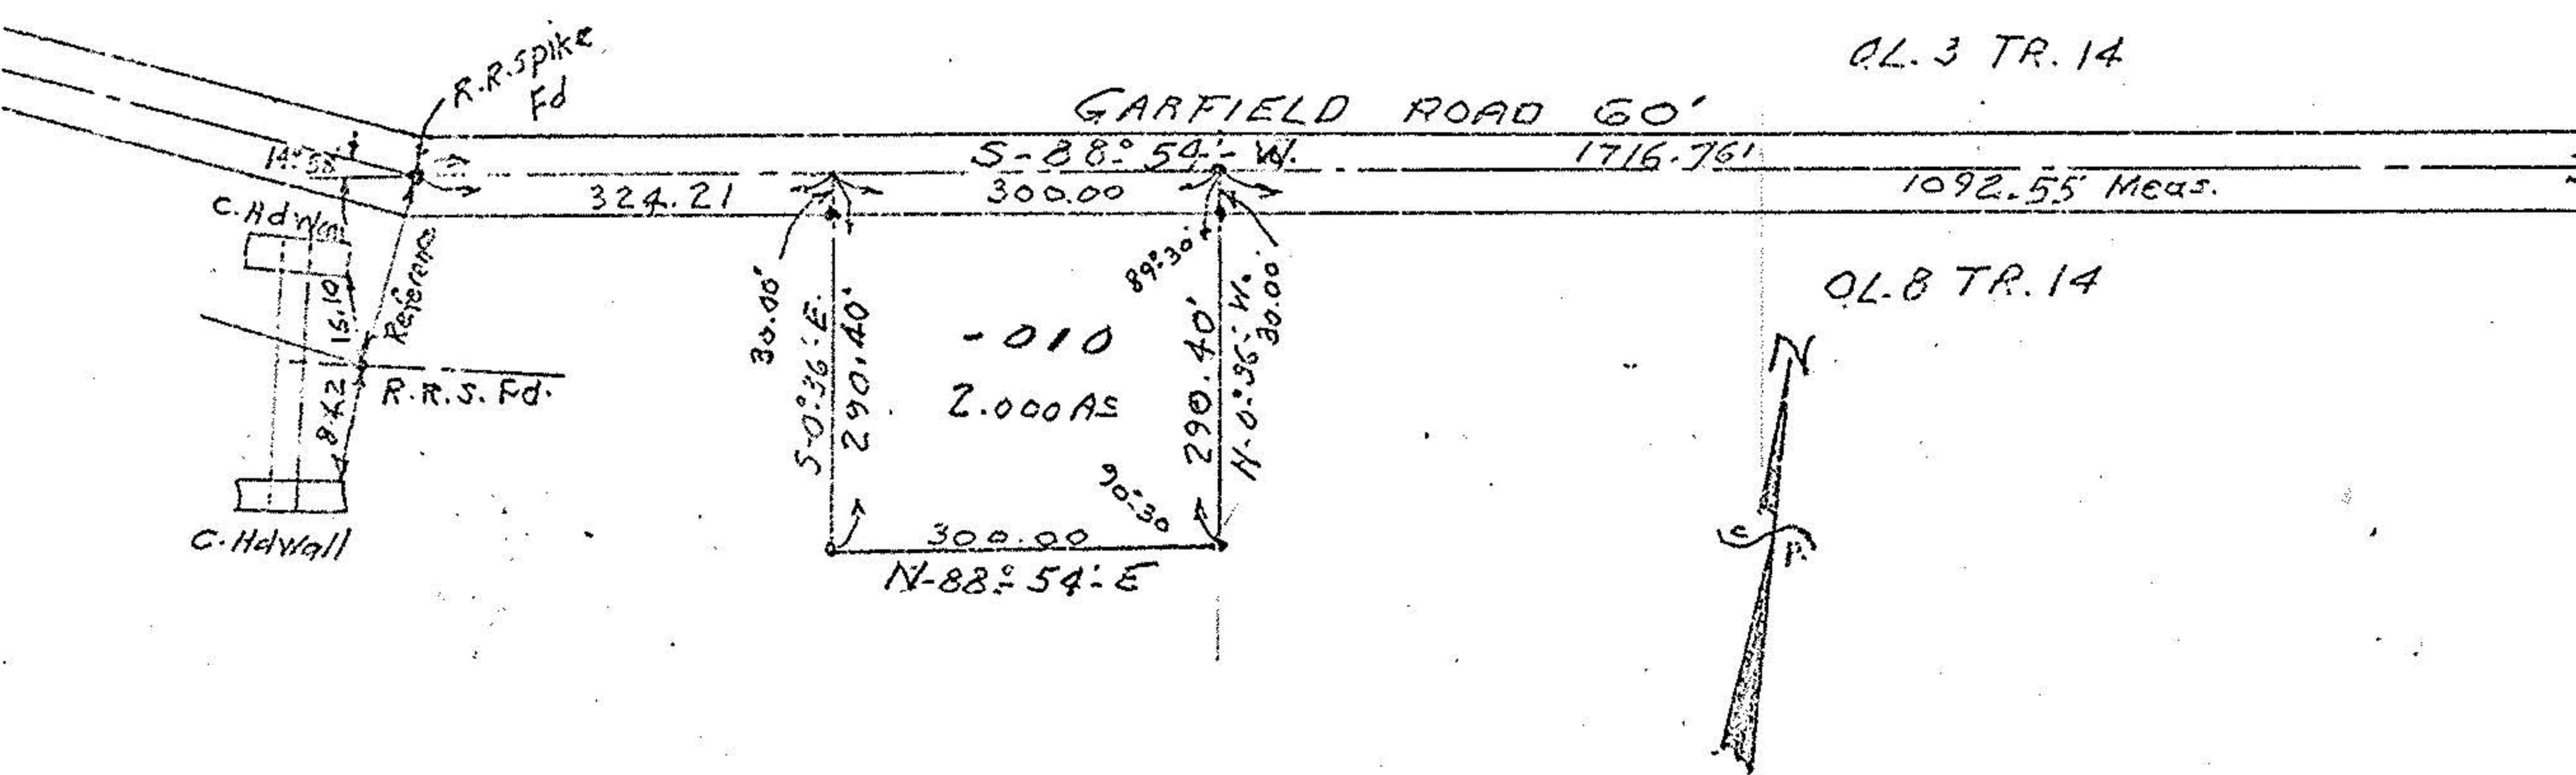 R.R. Spike
Fd
O.L. 3 TR. 14
GARFIELD ROAD 60'
14°-58'
S-88°-54'-W.
1716.76'
324.21
300.00
1092.55 Meas.
C. Hd Wall
Reference
15.10
8.42
R.R.S. Fd.
C. Hdwall
30.00'
S-0°-36'-E.
290.40'
-010
2.000 As
89°-30'
290.40'
N-0°-36'-W.
30.00'
90°-30
300.00
N-88°-54'-E
O.L. 8 TR. 14
N